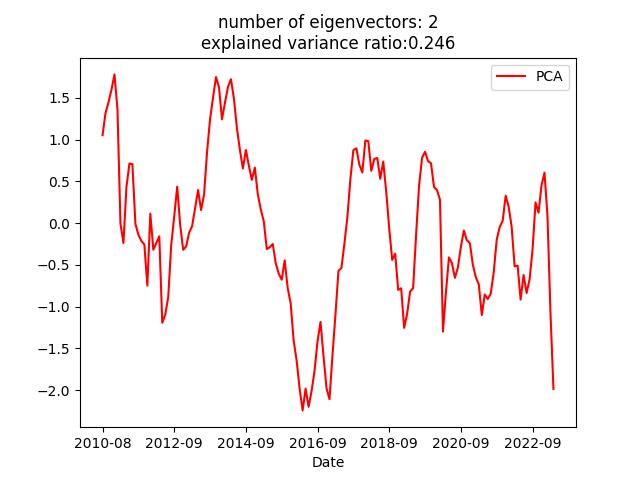 number of eigenvectors: 2
explained variance ratio:0.246
PCA
1.5
1.0
0.5
0.0
−0.5
−1.0
−1.5
−2.0
2010-08 2012-09 2014-09 2016-09 2018-09 2020-09 2022-09
Date